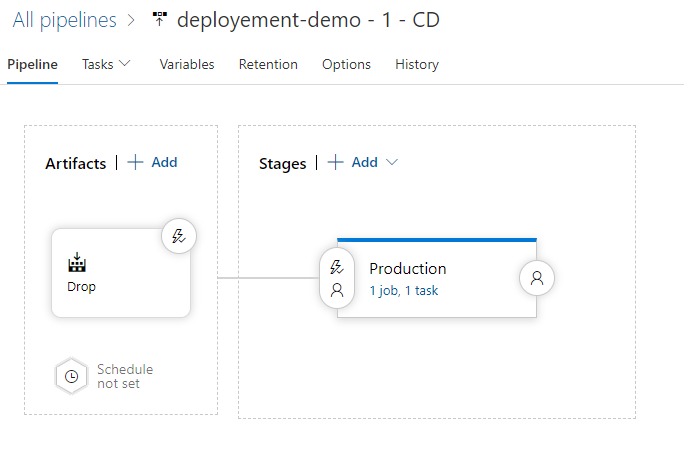 All pipelines > deployement-demo - 1 - CD
Pipeline Tasks Variables Retention Options History
Artifacts | + Add
Stages | + Add
Drop
Production
1 job, 1 task
Schedule
not set